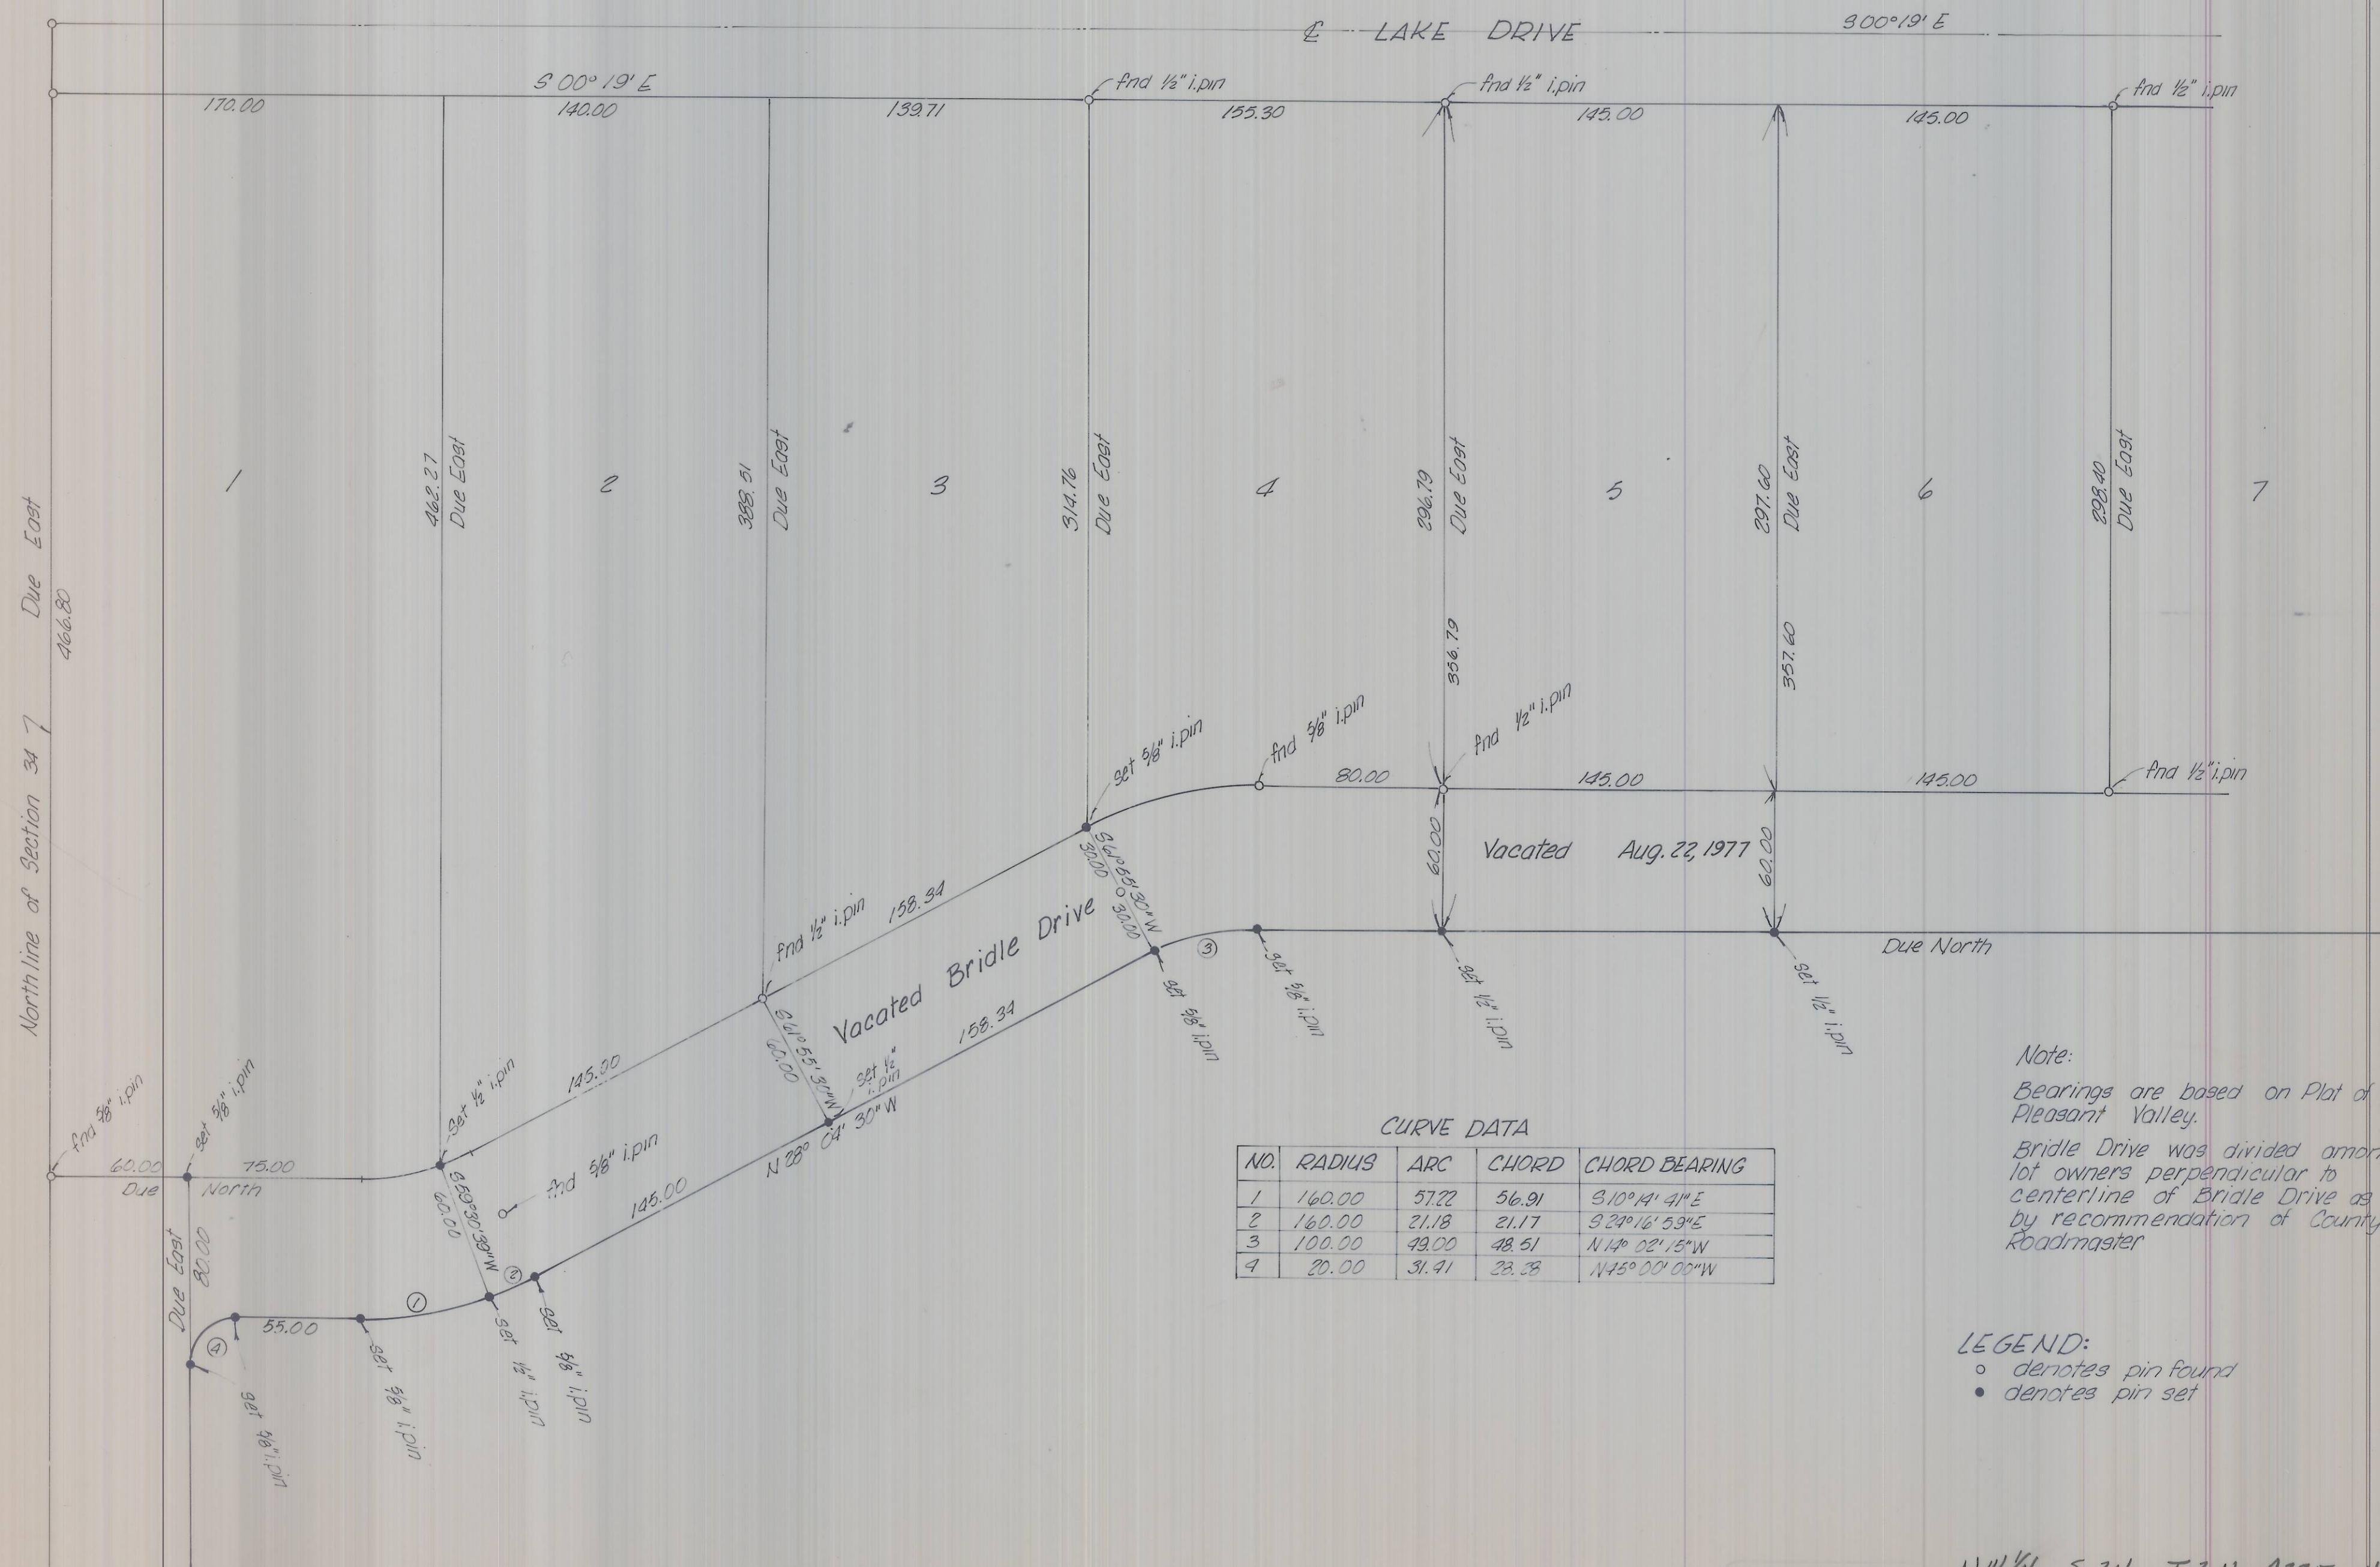 ℄ LAKE DRIVE
S 00° 19' E
S 00° 19' E
fnd 1/2" i.pin
fnd 1/2" i.pin
fnd 1/2" i.pin
170.00
140.00
139.71
155.30
145.00
145.00
145.00
1
2
3
4
5
6
7
462.27
Due East
388.51
Due East
314.76
Due East
296.79
Due East
297.60
Due East
298.40
Due East
356.79
357.60
North line of Section 34
Due East
466.80
set 5/8" i.pin
fnd 5/8" i.pin
80.00
fnd 1/2" i.pin
145.00
145.00
fnd 1/2" i.pin
60.00
Vacated Aug. 22, 1977
60.00
S 61° 55' 30" W
30.00
30.00
158.34
fnd 1/2" i.pin
Vacated Bridle Drive
158.34
3
set 5/8" i.pin
set 5/8" i.pin
set 1/2" i.pin
set 1/2" i.pin
Due North
S 61° 55' 30" W
60.00
set 1/2"
i.pin
N 28° 04' 30" W
145.00
145.00
Set 1/2" i.pin
fnd 5/8" i.pin
S 69° 30' 39" W
60.00
fnd 5/8" i.pin
set 5/8" i.pin
60.00
75.00
Due North
Due East
80.00
55.00
1
2
4
set 5/8" i.pin
set 5/8" i.pin
set 1/2" i.pin
set 5/8" i.pin
CURVE DATA
NO. RADIUS ARC CHORD CHORD BEARING
1 160.00 57.22 56.91 S 10° 14' 41" E
2 160.00 21.18 21.17 S 24° 16' 59" E
3 100.00 49.00 48.51 N 14° 02' 15" W
4 20.00 31.41 28.28 N 45° 00' 00" W
Note:
Bearings are based on Plat of
Pleasant Valley.
Bridle Drive was divided amon
lot owners perpendicular to
centerline of Bridle Drive as
by recommendation of County
Roadmaster
LEGEND:
○ denotes pin found
● denotes pin set